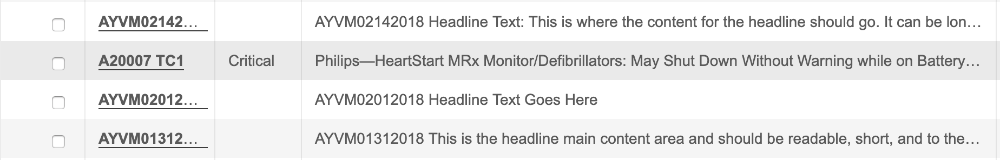 AYVM02142... AYVM02142018 Headline Text: This is where the content for the headline should go. It can be lon...
A20007 TC1 Critical Philips—HeartStart MRx Monitor/Defibrillators: May Shut Down Without Warning while on Battery...
AYVM02012... AYVM02012018 Headline Text Goes Here
AYVM01312... AYVM01312018 This is the headline main content area and should be readable, short, and to the...